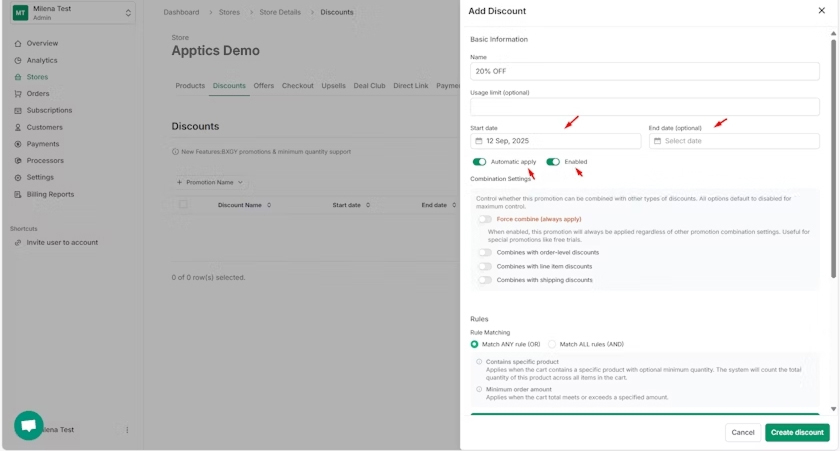 MT
Milena Test
Admin
Overview
Analytics
Stores
Orders
Subscriptions
Customers
Payments
Processors
Settings
Billing Reports
Shortcuts
Invite user to account
lena Test
Dashboard > Stores > Store Details > Discounts
Store
Apptics Demo
Products Discounts Offers Checkout Upsells Deal Club Direct Link Paymen
Discounts
New Features:BXGY promotions & minimum quantity support
+ Promotion Name
Discount Name Start date End date
0 of 0 row(s) selected.
Add Discount
Basic Information
Name
20% OFF
Usage limit (optional)
Start date End date (optional)
12 Sep, 2025 Select date
Automatic apply Enabled
Combination Settings
Control whether this promotion can be combined with other types of discounts. All options default to disabled for
maximum control.
Force combine (always apply)
When enabled, this promotion will always be applied regardless of other promotion combination settings. Useful for
special promotions like free trials.
Combines with order-level discounts
Combines with line item discounts
Combines with shipping discounts
Rules
Rule Matching
Match ANY rule (OR) Match ALL rules (AND)
Contains specific product
Applies when the cart contains a specific product with optional minimum quantity. The system will count the total
quantity of this product across all items in the cart.
Minimum order amount
Applies when the cart total meets or exceeds a specified amount.
Cancel Create discount